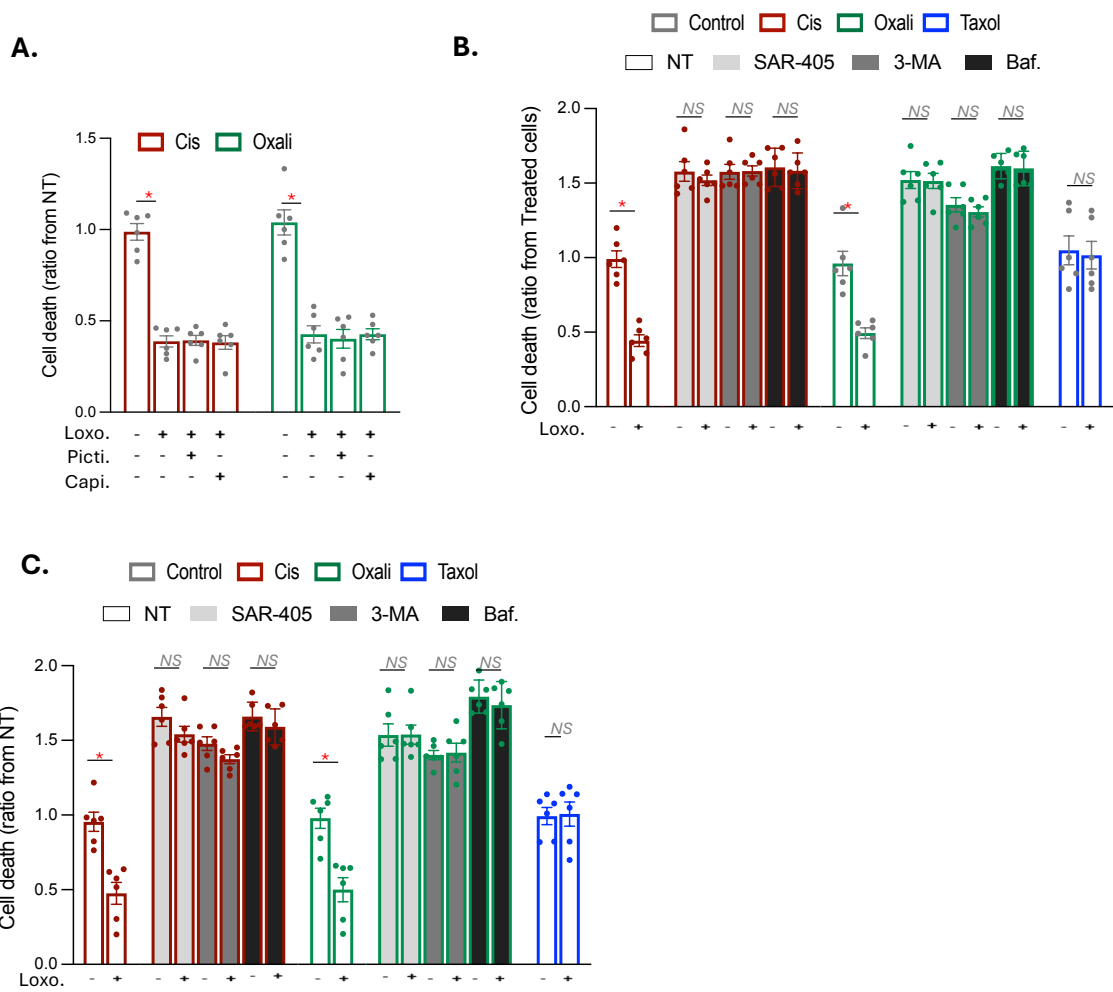 A.
Cis Oxali
Cell death (ratio from NT)
1.5
1.0
0.5
0.0
* *
Loxo. - + + + - + + +
Picti. - - + - - - + -
Capi. - - - + - - - +
B.
Control Cis Oxali Taxol
NT SAR-405 3-MA Baf.
Cell death (ratio from Treated cells)
2.0
1.5
1.0
0.5
0.0
NS NS NS NS NS NS
NS
* *
Loxo. - + - + - + - + - + - + - + - + - +
C.
Control Cis Oxali Taxol
NT SAR-405 3-MA Baf.
Cell death (ratio from NT)
2.0
1.5
1.0
0.5
0.0
NS NS NS NS NS NS
NS
* *
Loxo. - + - + - + - + - + - + - + - + - +